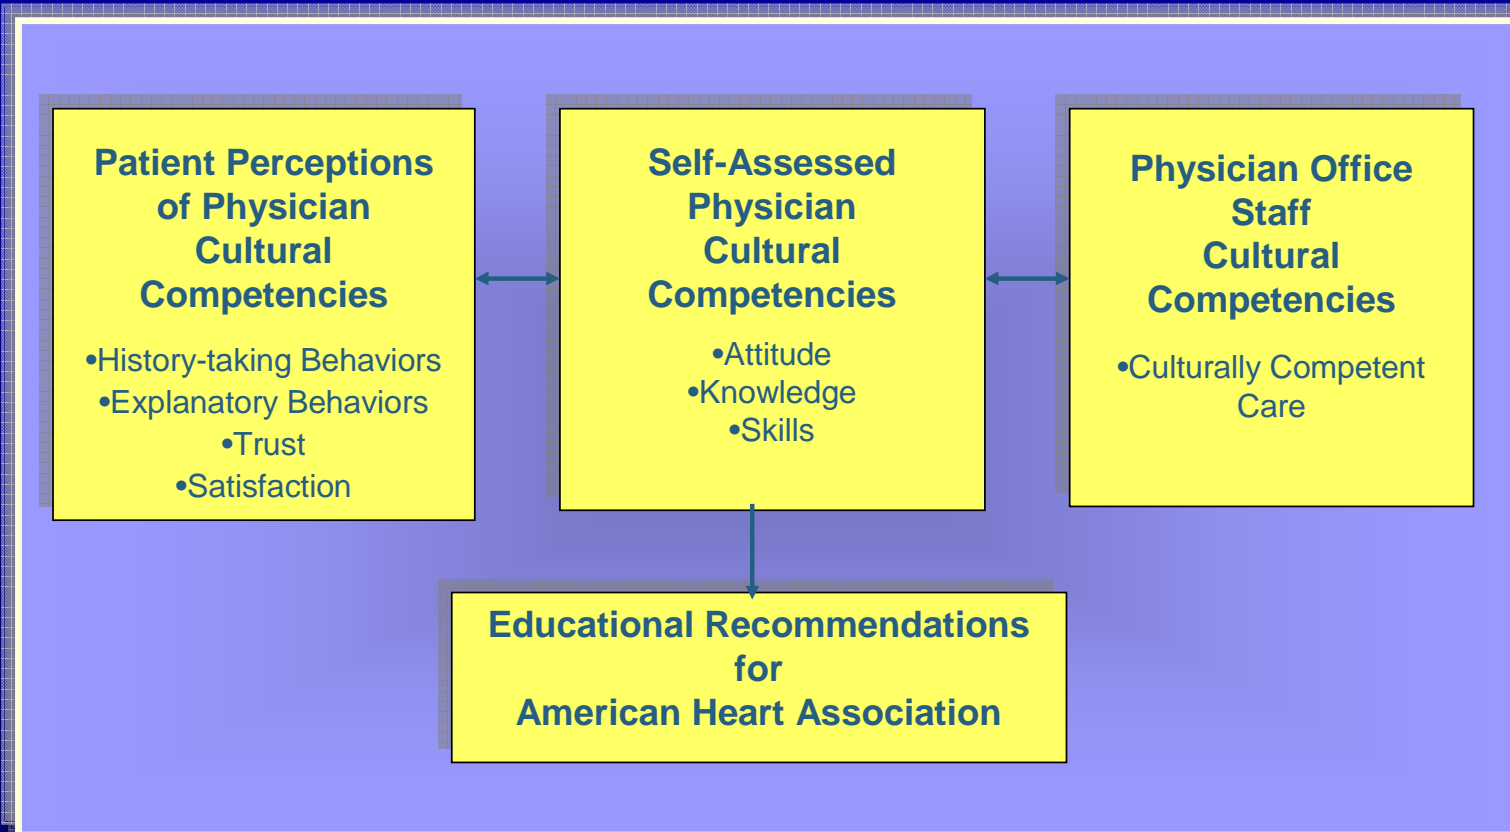 Patient Perceptions
of Physician
Cultural
Competencies
•History-taking Behaviors
•Explanatory Behaviors
•Trust
•Satisfaction
Self-Assessed
Physician
Cultural
Competencies
•Attitude
•Knowledge
•Skills
Physician Office
Staff
Cultural
Competencies
•Culturally Competent
Care
Educational Recommendations
for
American Heart Association